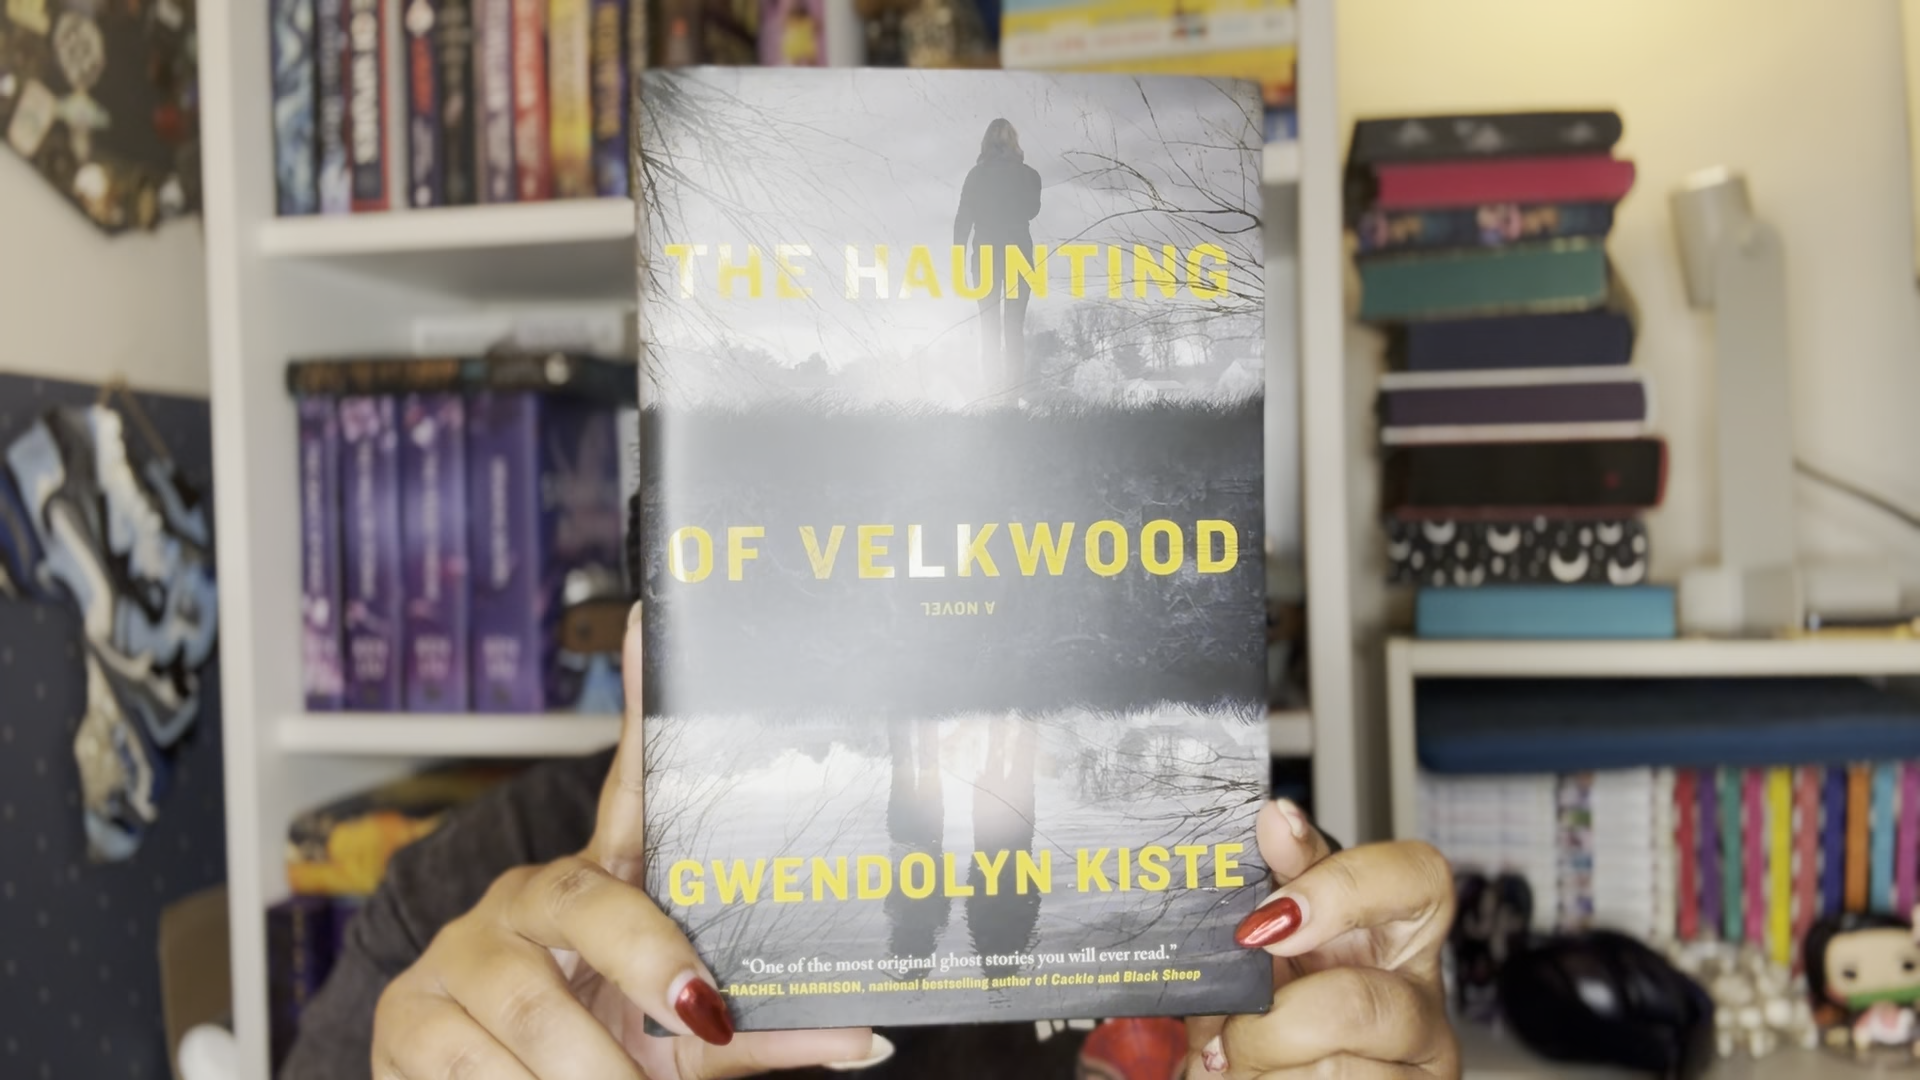 THE HAUNTING
OF VELKWOOD
A NOVEL
GWENDOLYN KISTE
“One of the most original ghost stories you will ever read.”
—RACHEL HARRISON, national bestselling author of Cackle and Black Sheep